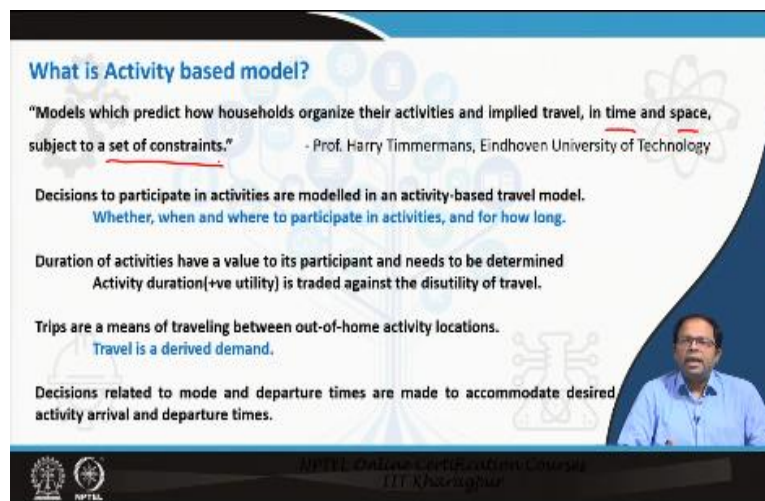 What is Activity based model?
“Models which predict how households organize their activities and implied travel, in time and space,
subject to a set of constraints.” - Prof. Harry Timmermans, Eindhoven University of Technology
Decisions to participate in activities are modelled in an activity-based travel model.
Whether, when and where to participate in activities, and for how long.
Duration of activities have a value to its participant and needs to be determined
Activity duration(+ve utility) is traded against the disutility of travel.
Trips are a means of traveling between out-of-home activity locations.
Travel is a derived demand.
Decisions related to mode and departure times are made to accommodate desired
activity arrival and departure times.
NPTEL Online Certification Courses
IIT Kharagpur
NPTEL